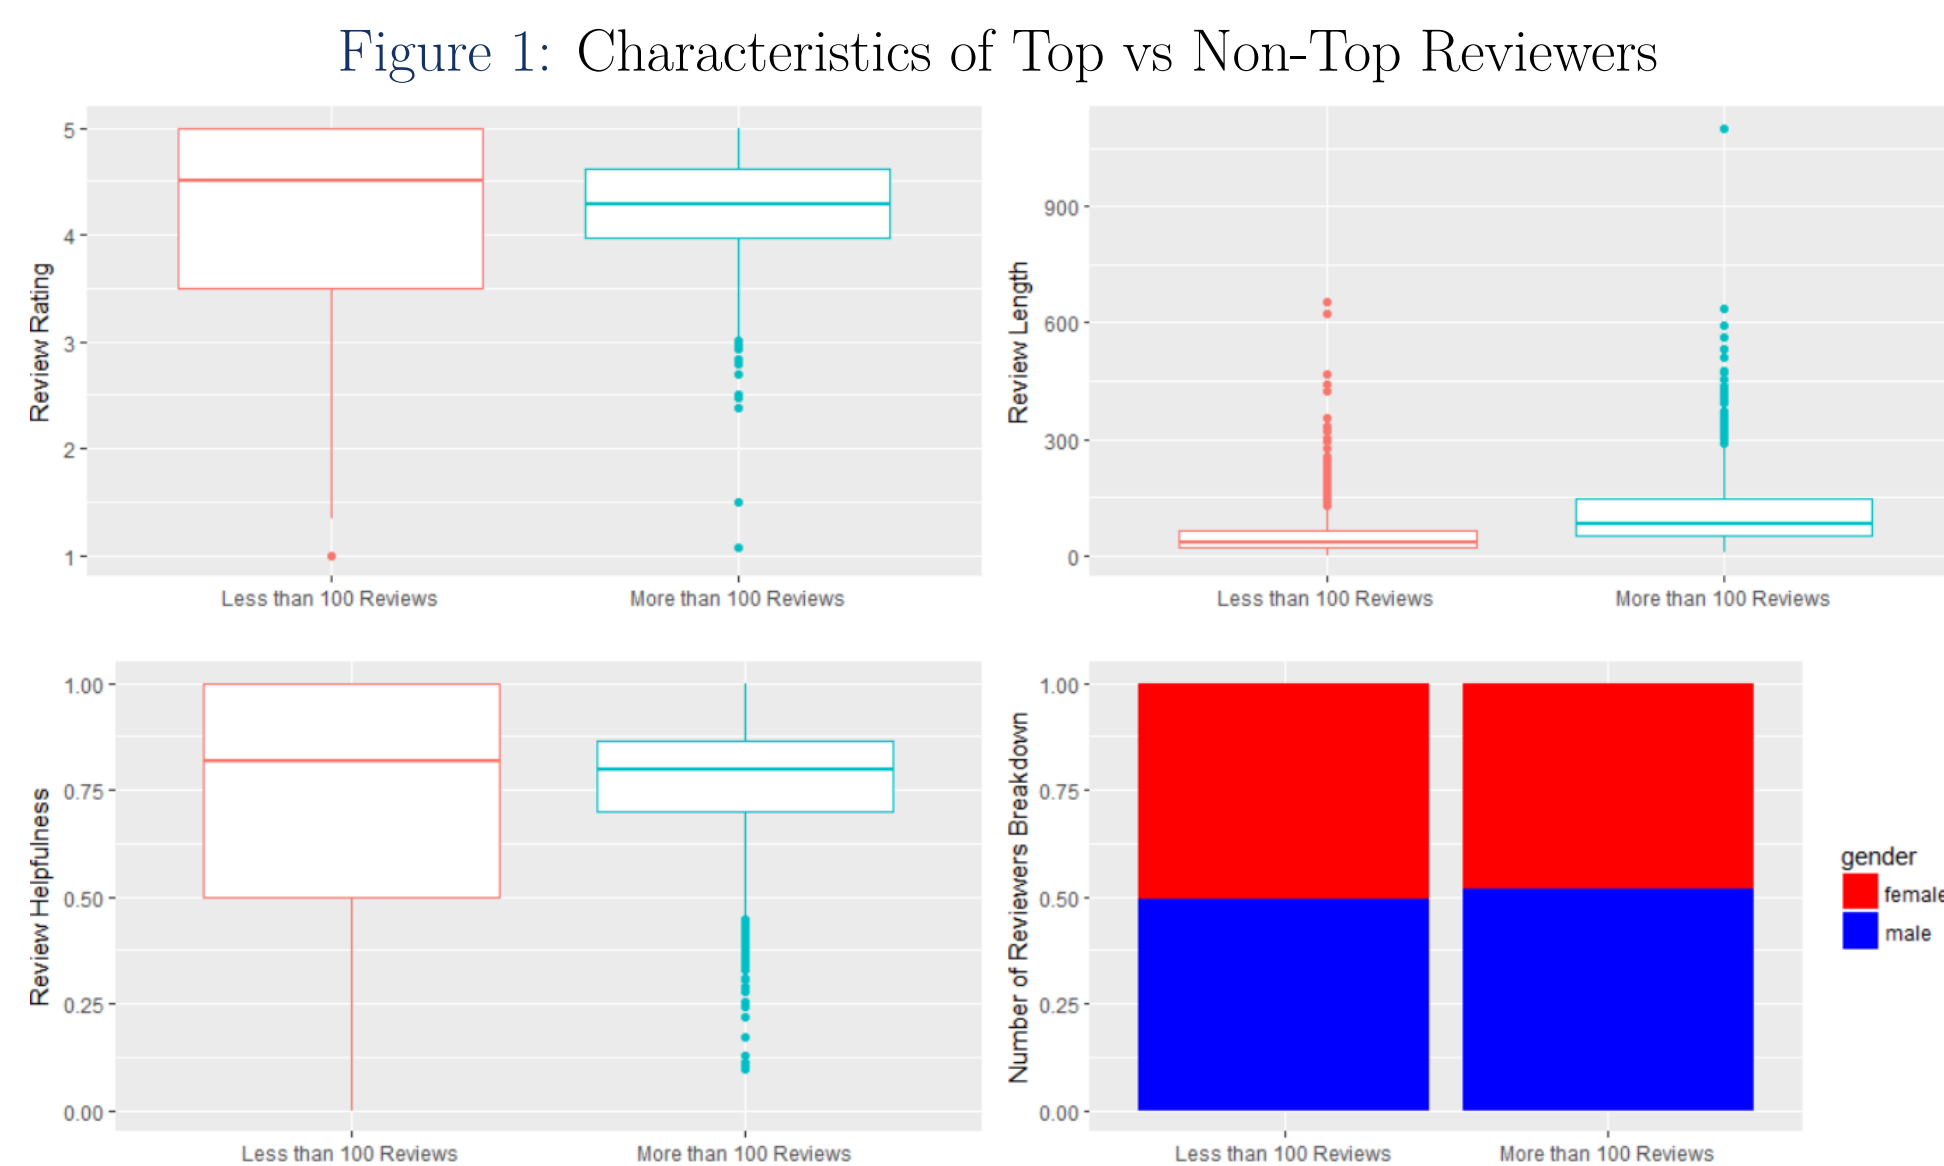 Figure 1: Characteristics of Top vs Non-Top Reviewers
Review Rating
5
4
3
2
1
Less than 100 Reviews
More than 100 Reviews
Review Length
900
600
300
0
Less than 100 Reviews
More than 100 Reviews
Review Helpfulness
1.00
0.75
0.50
0.25
0.00
Less than 100 Reviews
More than 100 Reviews
Number of Reviewers Breakdown
1.00
0.75
0.50
0.25
0.00
Less than 100 Reviews
More than 100 Reviews
gender
female
male